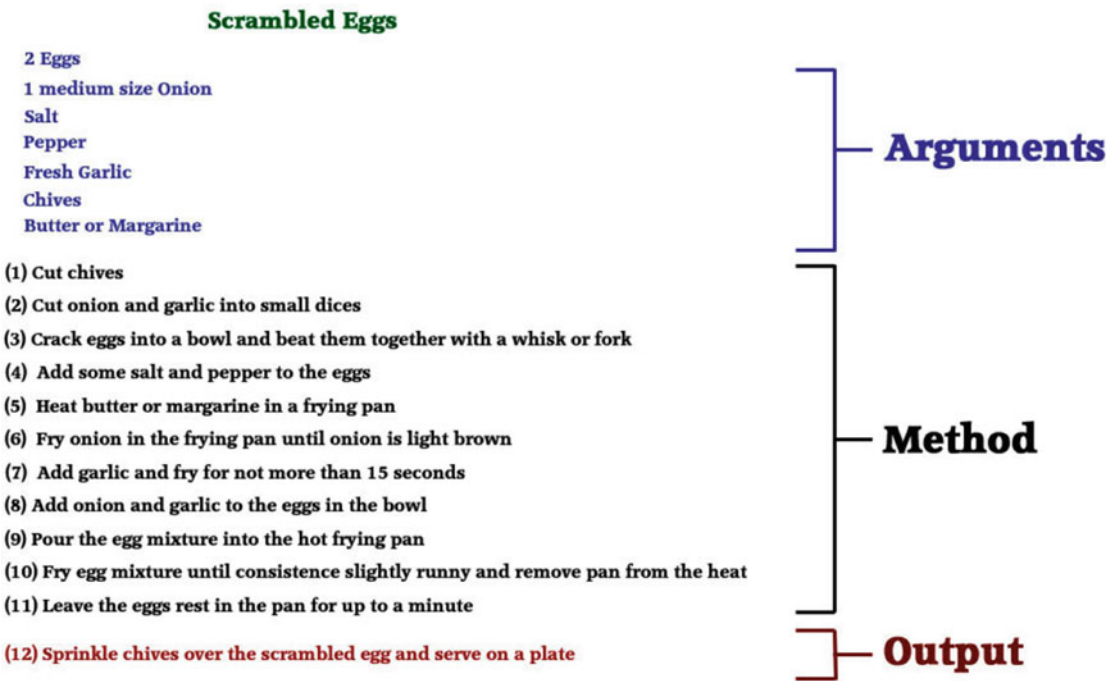 Scrambled Eggs
2 Eggs
1 medium size Onion
Salt
Pepper
Fresh Garlic
Chives
Butter or Margarine
Arguments
(1) Cut chives
(2) Cut onion and garlic into small dices
(3) Crack eggs into a bowl and beat them together with a whisk or fork
(4) Add some salt and pepper to the eggs
(5) Heat butter or margarine in a frying pan
(6) Fry onion in the frying pan until onion is light brown
(7) Add garlic and fry for not more than 15 seconds
(8) Add onion and garlic to the eggs in the bowl
(9) Pour the egg mixture into the hot frying pan
(10) Fry egg mixture until consistence slightly runny and remove pan from the heat
(11) Leave the eggs rest in the pan for up to a minute
Method
(12) Sprinkle chives over the scrambled egg and serve on a plate
Output